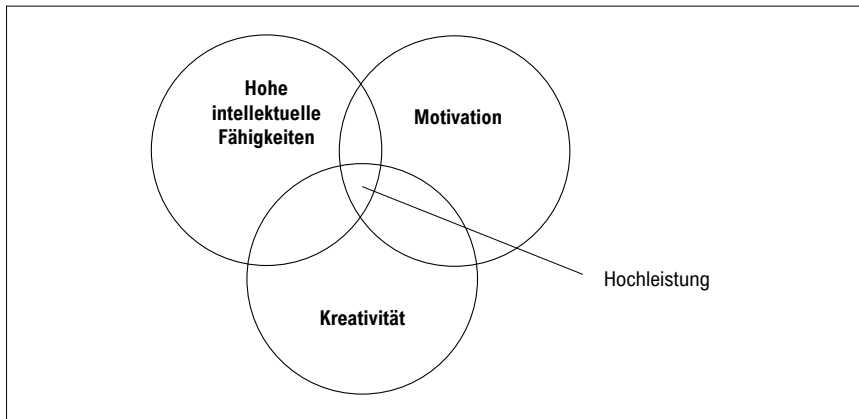 Hohe
intellektuelle
Fähigkeiten
Motivation
Hochleistung
Kreativität